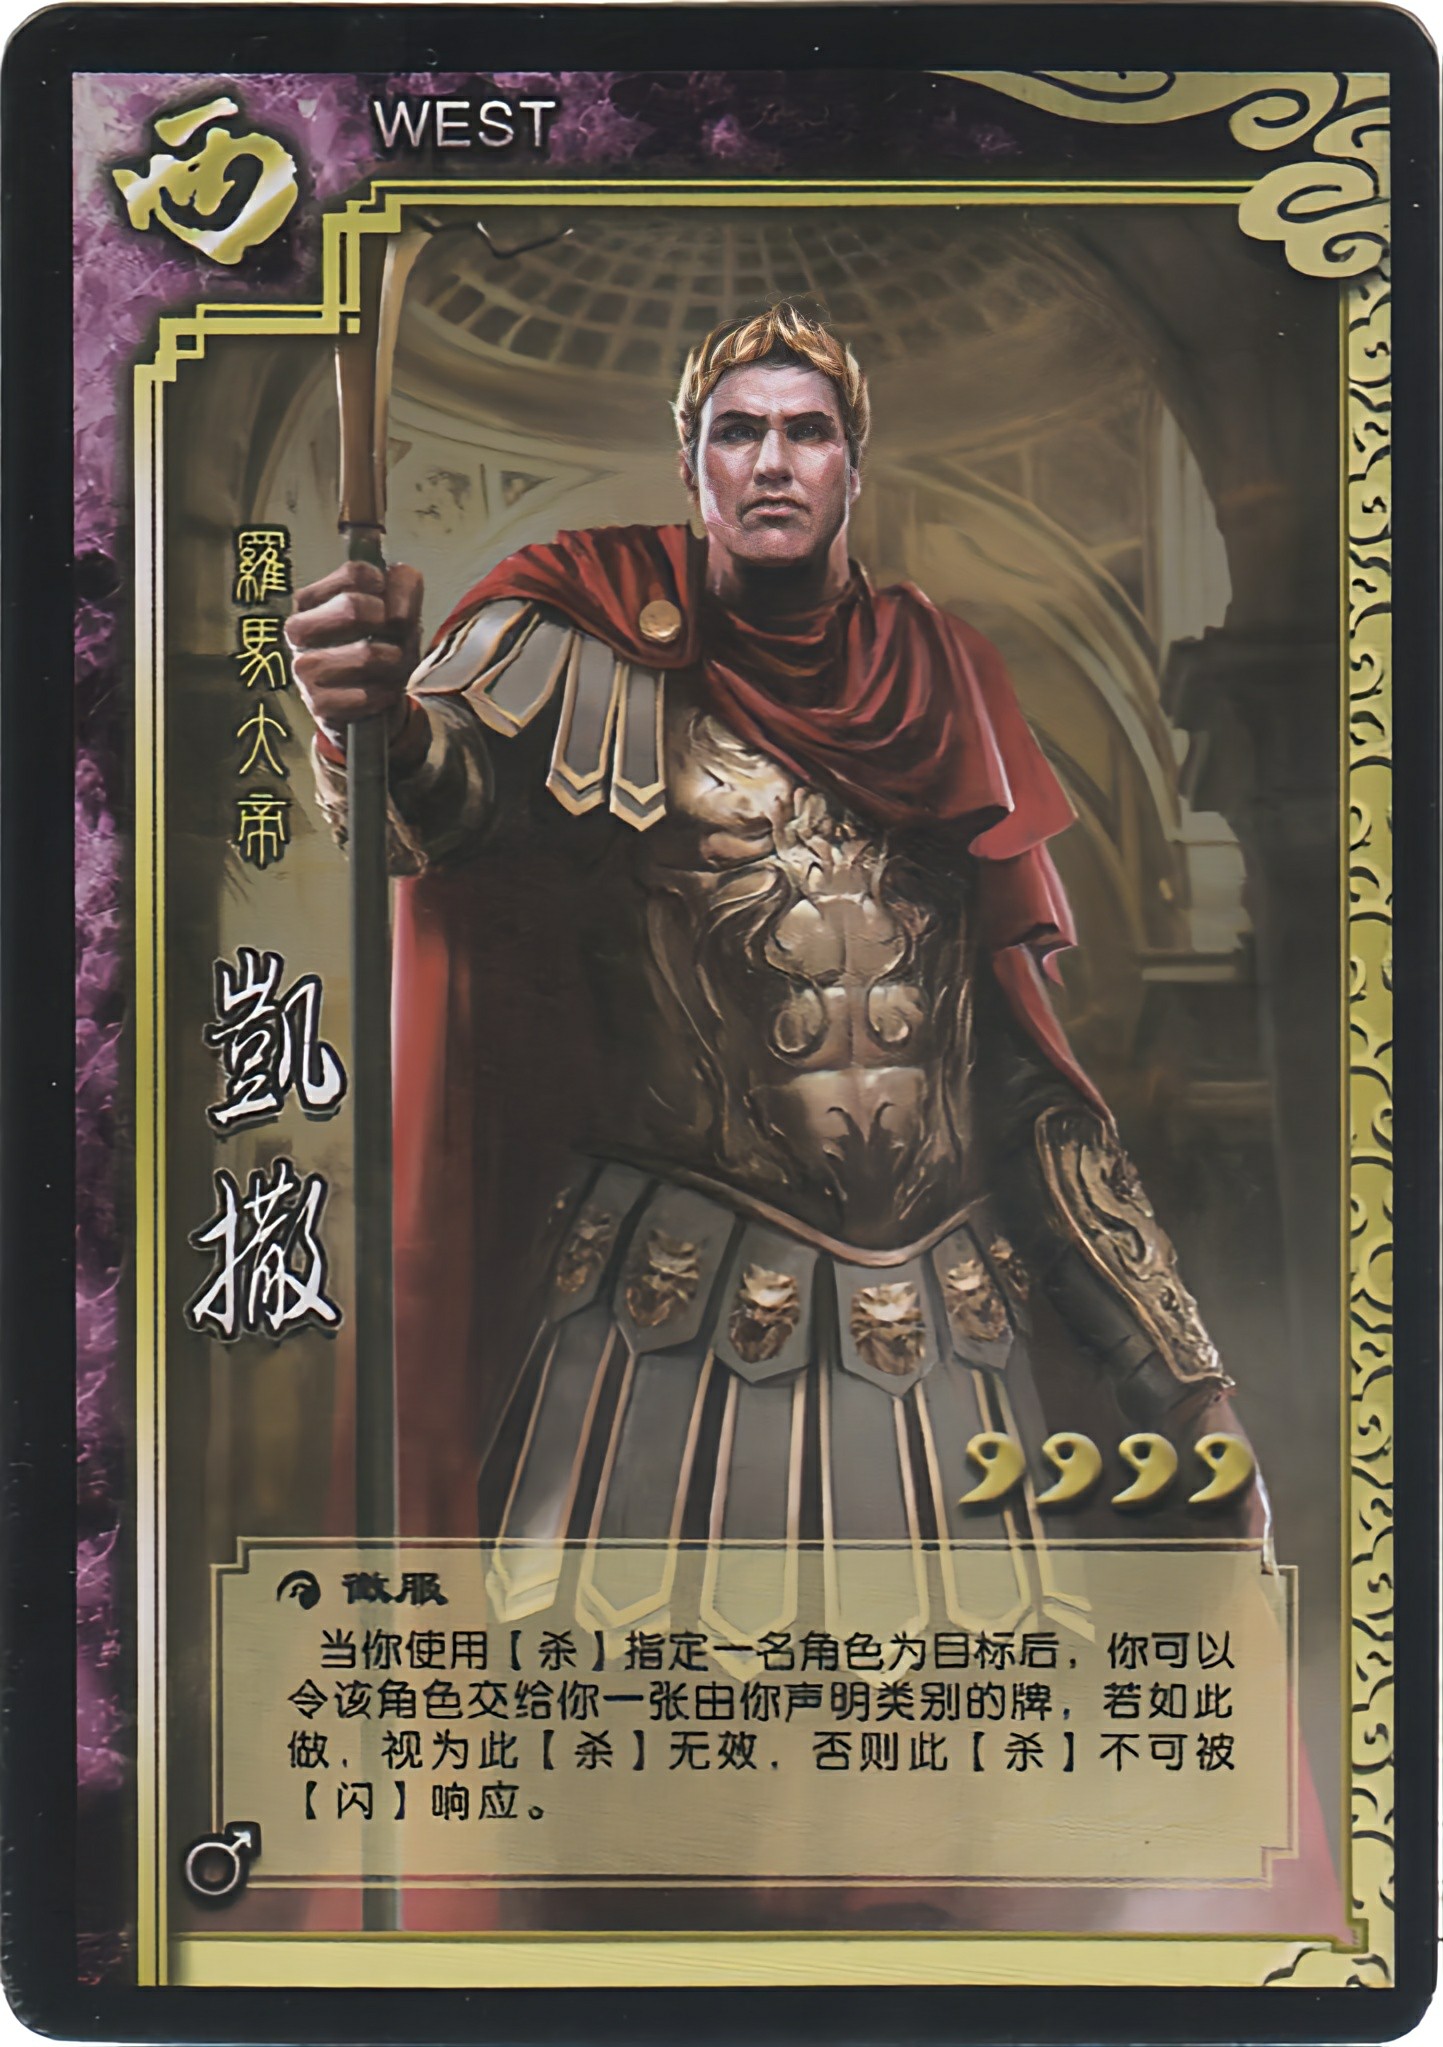 西
WEST
羅馬大帝
凱撒
微服
当你使用【杀】指定一名角色为目标后，你可以
令该角色交给你一张由你声明类别的牌，若如此
做，视为此【杀】无效，否则此【杀】不可被
【闪】响应。